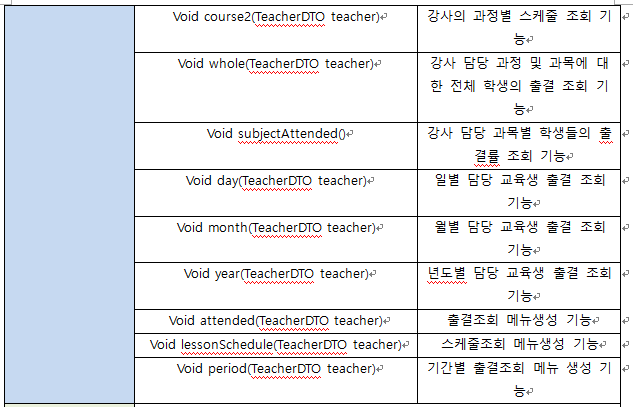 Void course2(TeacherDTO teacher)
강사의 과정별 스케줄 조회 기
능
Void whole(TeacherDTO teacher)
강사 담당 과정 및 과목에 대
한 전체 학생의 출결 조회 기
능
Void subjectAttended()
강사 담당 과목별 학생들의 출
결률 조회 기능
Void day(TeacherDTO teacher)
일별 담당 교육생 출결 조회
기능
Void month(TeacherDTO teacher)
월별 담당 교육생 출결 조회
기능
Void year(TeacherDTO teacher)
년도별 담당 교육생 출결 조회
기능
Void attended(TeacherDTO teacher)
출결조회 메뉴생성 기능
Void lessonSchedule(TeacherDTO teacher)
스케줄조회 메뉴생성 기능
Void period(TeacherDTO teacher)
기간별 출결조회 메뉴 생성 기
능